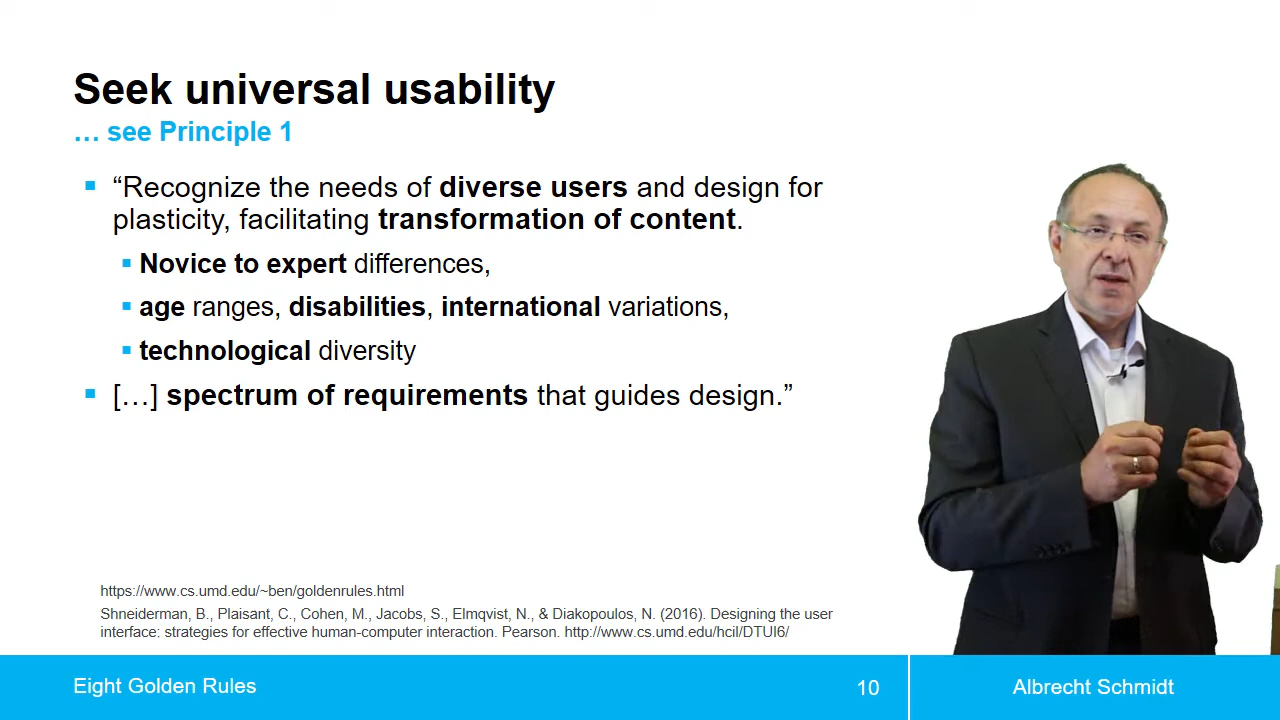 Seek universal usability
… see Principle 1
“Recognize the needs of diverse users and design for
plasticity, facilitating transformation of content.
Novice to expert differences,
age ranges, disabilities, international variations,
technological diversity
[…] spectrum of requirements that guides design.”
https://www.cs.umd.edu/~ben/goldenrules.html
Shneiderman, B., Plaisant, C., Cohen, M., Jacobs, S., Elmqvist, N., & Diakopoulos, N. (2016). Designing the user
interface: strategies for effective human-computer interaction. Pearson. http://www.cs.umd.edu/hcil/DTUI6/
Eight Golden Rules
10
Albrecht Schmidt